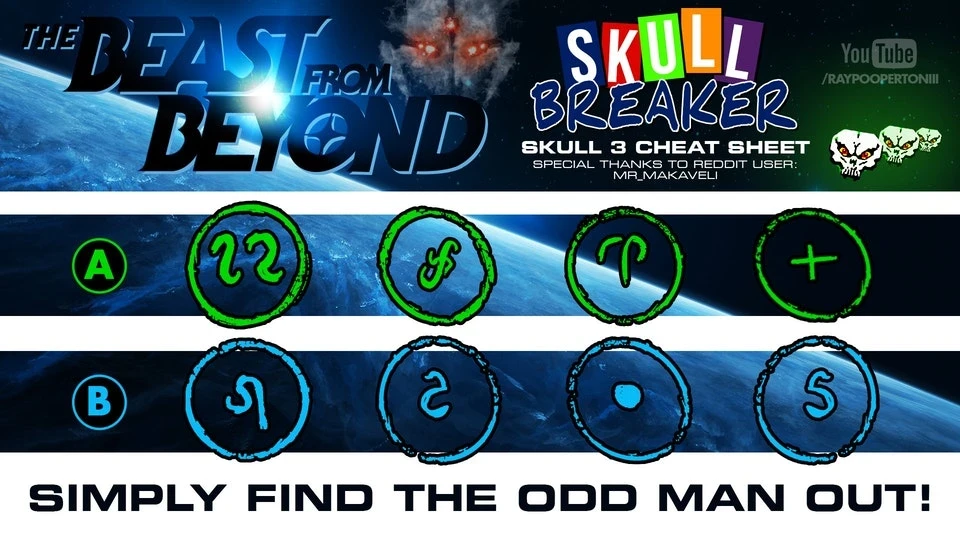 THE BEAST FROM BEYOND
SKULL
BREAKER
SKULL 3 CHEAT SHEET
SPECIAL THANKS TO REDDIT USER:
MR_MAKAVELI
YouTube
/RAYPOOPERTONIII
A
B
SIMPLY FIND THE ODD MAN OUT!